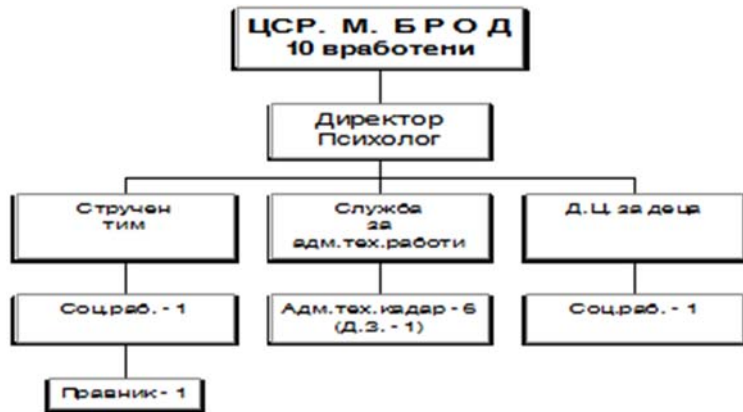 ЦСР. М. Б Р О Д
10 вработени
Директор
Психолог
Стручен
тим
Служба
за
адм.тех.работи
Д.Ц. за деца
Соц.раб. - 1
Адм.тех.кадар - 6
(Д.З. - 1)
Соц.раб. - 1
Правник - 1